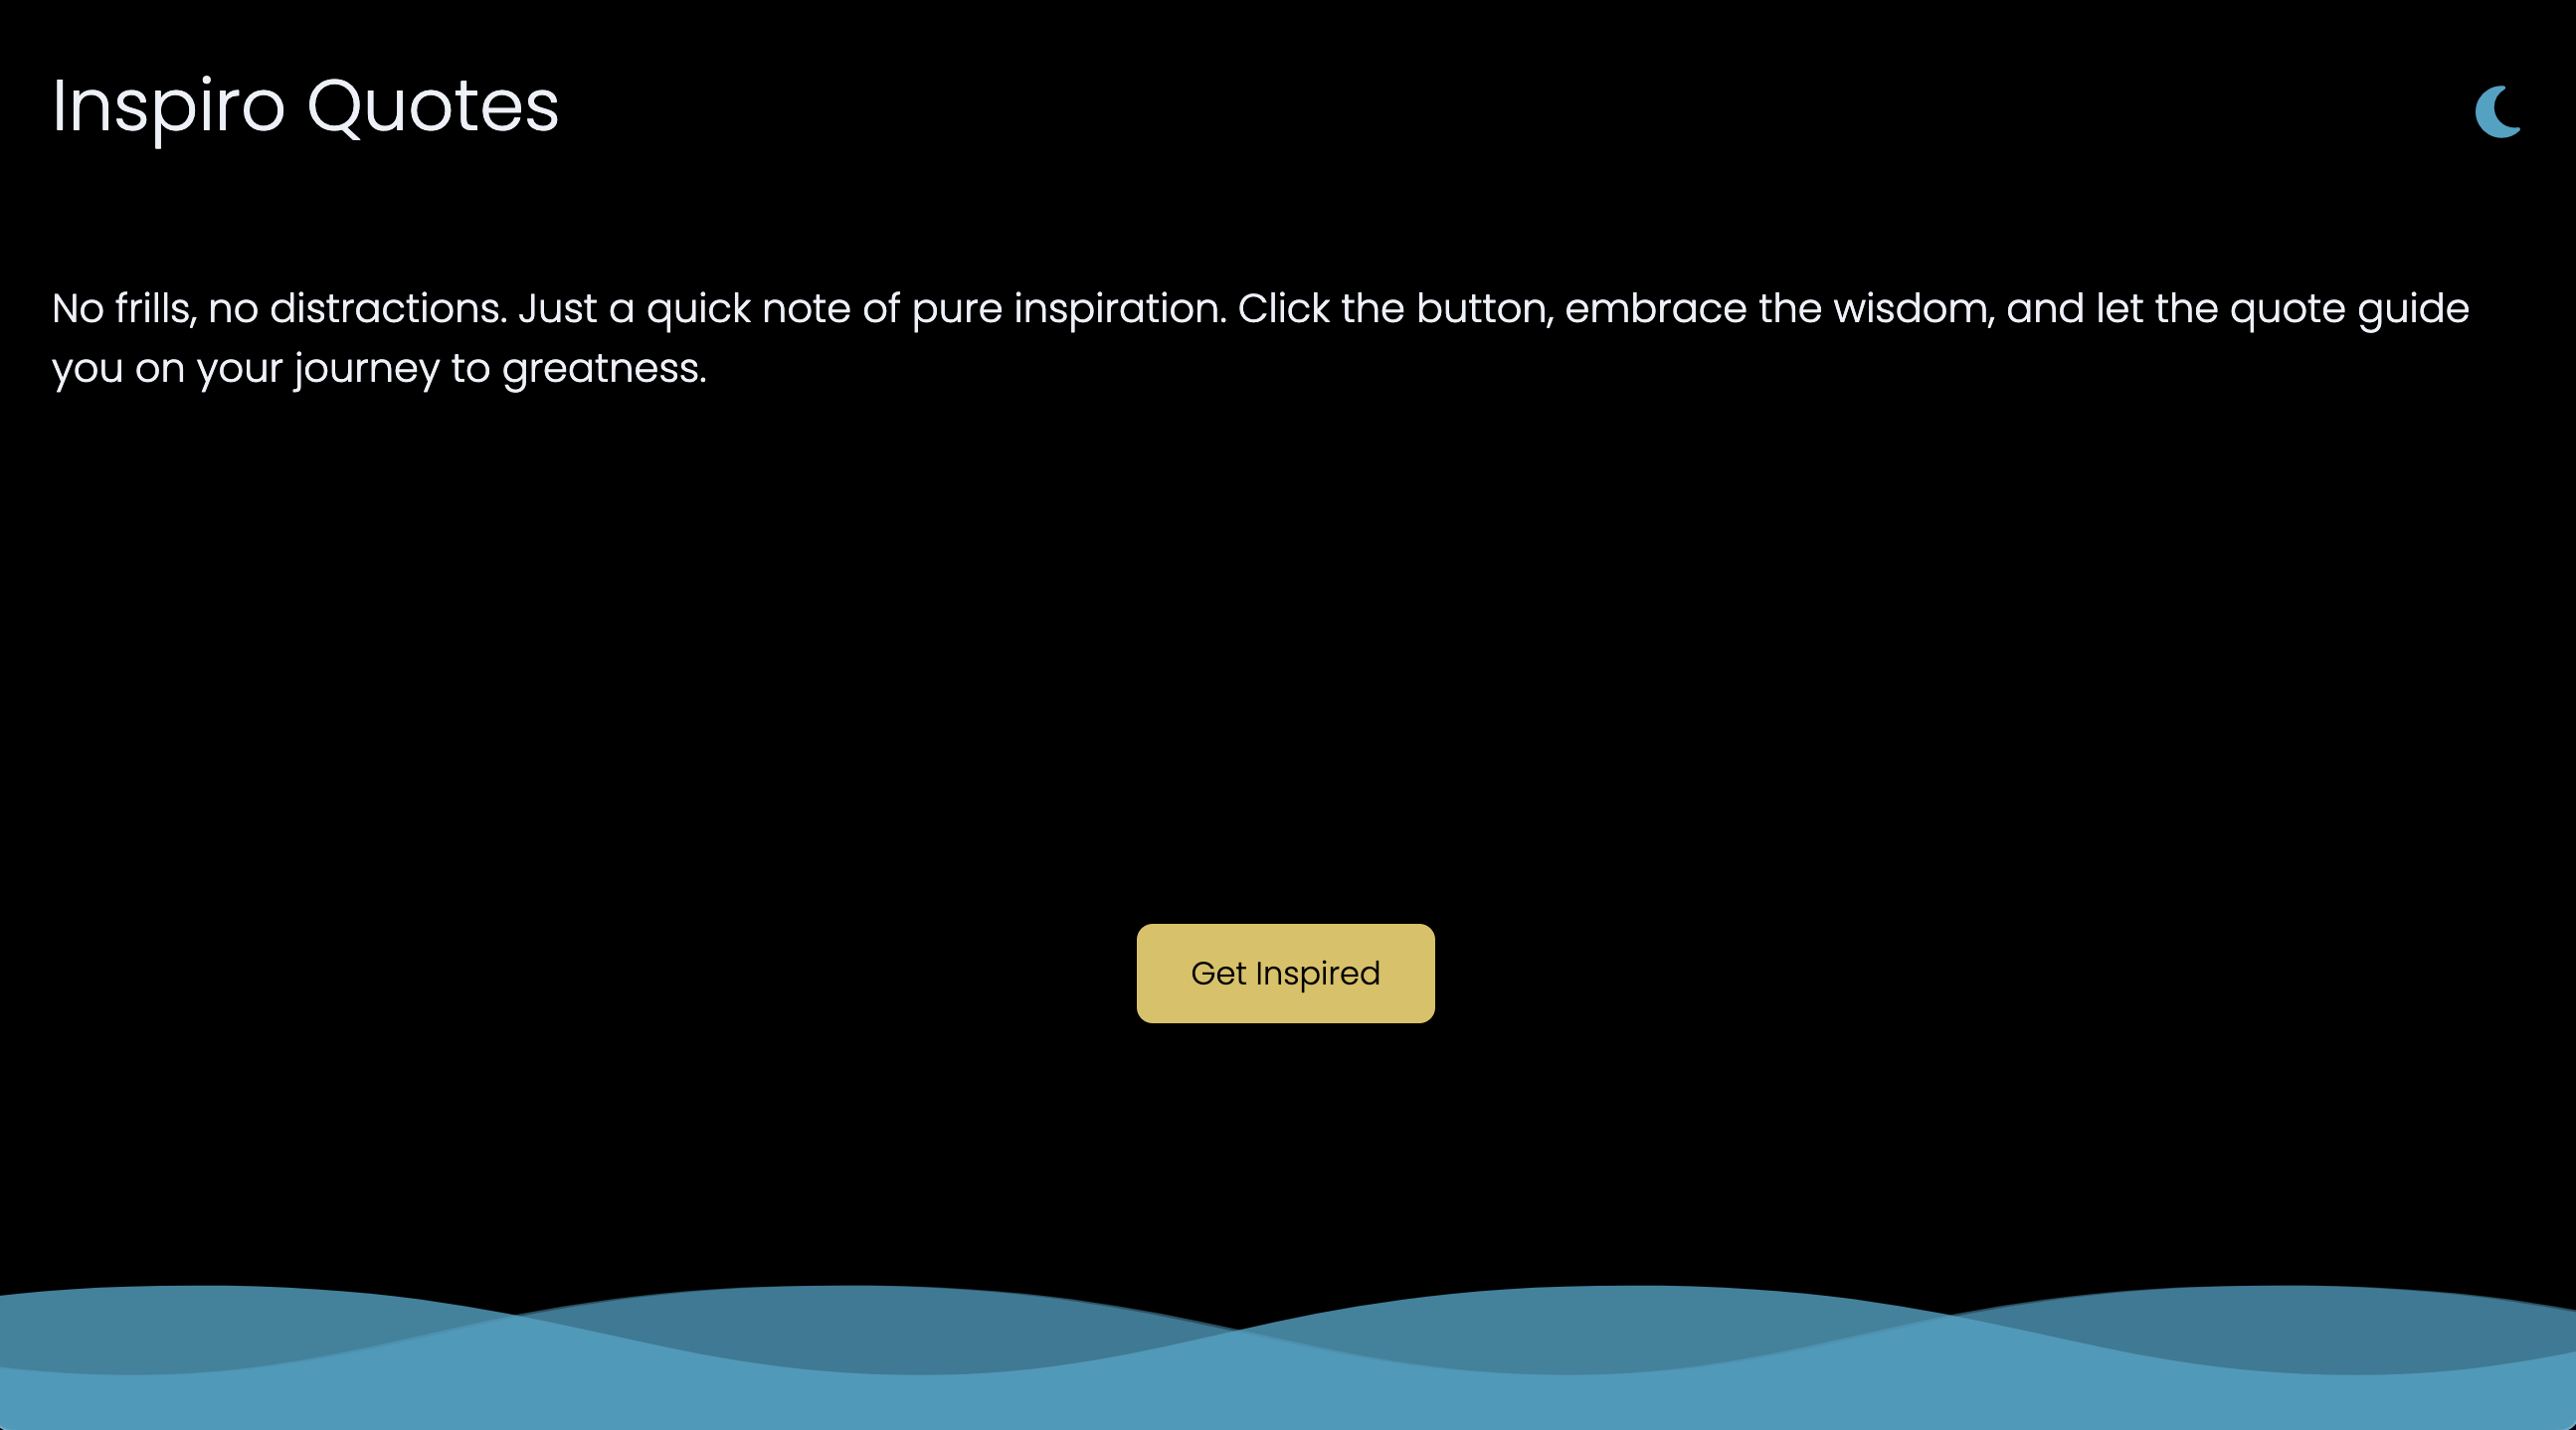 Inspiro Quotes
No frills, no distractions. Just a quick note of pure inspiration. Click the button, embrace the wisdom, and let the quote guide
you on your journey to greatness.
Get Inspired